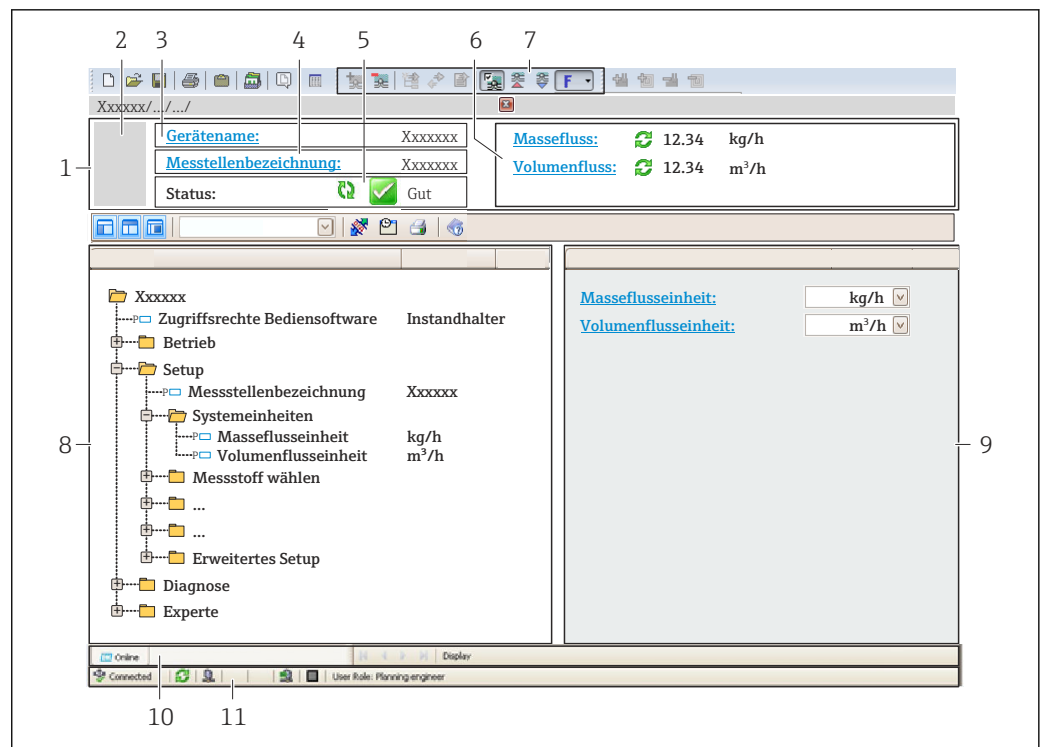 2 3 4 5 6 7
F
Xxxxxx/.../.../
1
Gerätename: Xxxxxxx
Messtellenbezeichnung: Xxxxxxx
Status: Gut
Massefluss: 12.34 kg/h
Volumenfluss: 12.34 m³/h
Xxxxxx
P Zugriffsrechte Bediensoftware Instandhalter
Betrieb
Setup
P Messstellenbezeichnung Xxxxxx
Systemeinheiten
P Masseflusseinheit kg/h
P Volumenflusseinheit m³/h
Messstoff wählen
...
...
Erweitertes Setup
Diagnose
Experte
8
Masseflusseinheit: kg/h
Volumenflusseinheit: m³/h
9
Online Display
Connected User Role: Planning engineer
10 11